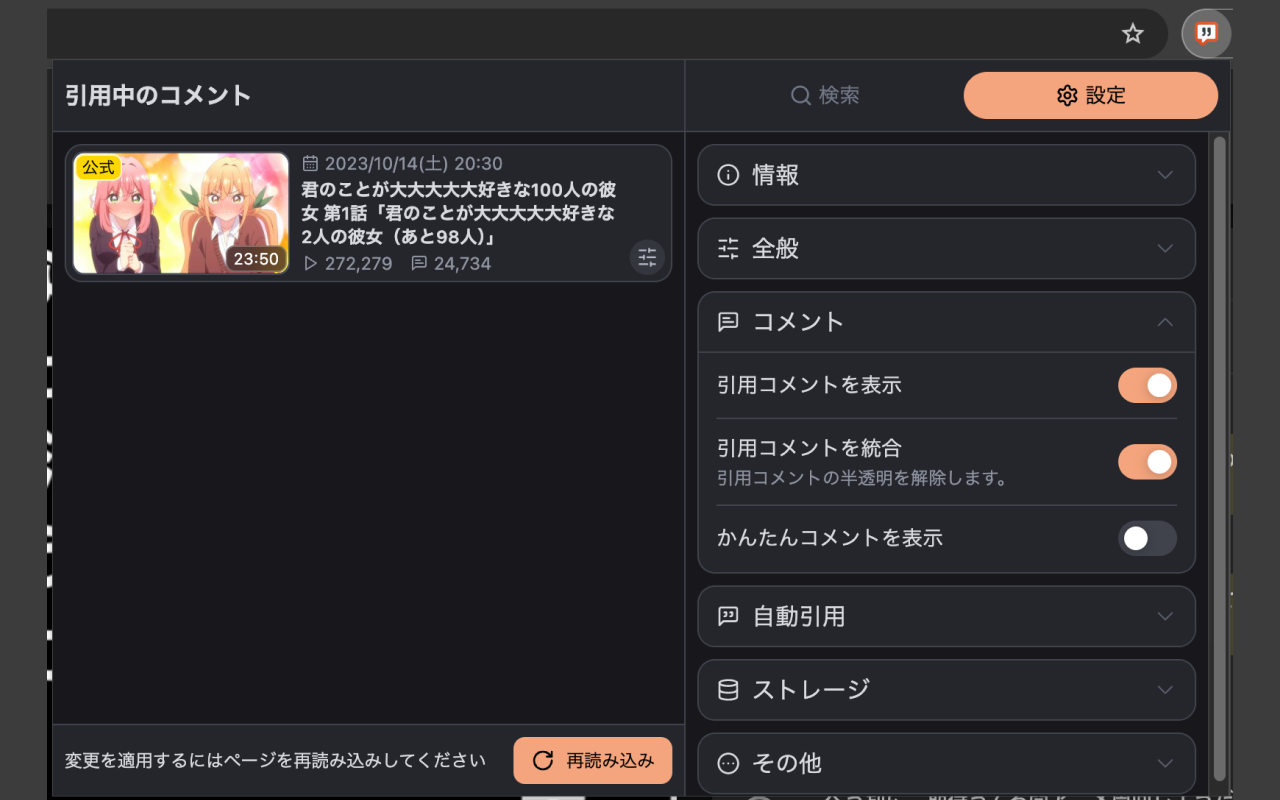 引用中のコメント
検索
設定
公式
23:50
2023/10/14(土) 20:30
君のことが大大大大大好きな100人の彼
女 第1話「君のことが大大大大大好きな
2人の彼女（あと98人）」
272,279 24,734
情報
全般
コメント
引用コメントを表示
引用コメントを統合
引用コメントの半透明を解除します。
かんたんコメントを表示
自動引用
ストレージ
その他
変更を適用するにはページを再読み込みしてください
再読み込み